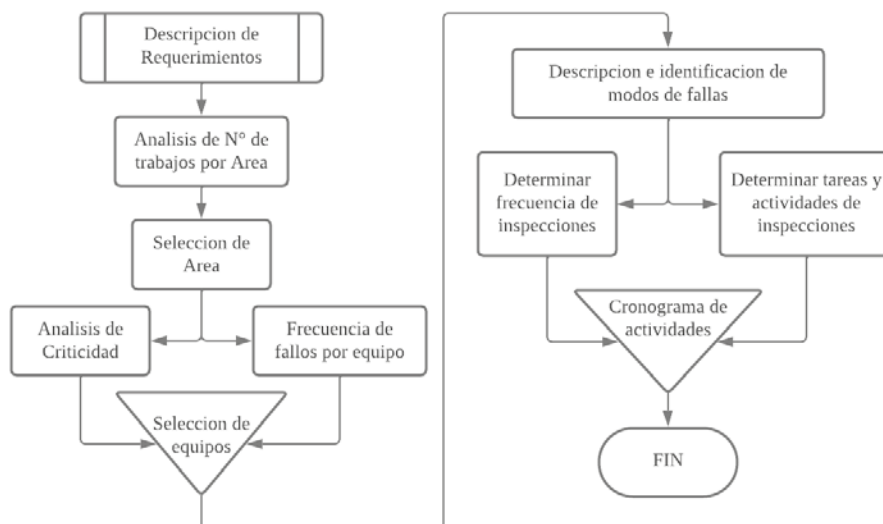 Descripcion de
Requerimientos
Analisis de N° de
trabajos por Area
Seleccion de
Area
Analisis de
Criticidad
Frecuencia de
fallos por equipo
Seleccion de
equipos
Descripcion e identificacion de
modos de fallas
Determinar
frecuencia de
inspecciones
Determinar tareas y
actividades de
inspecciones
Cronograma de
actividades
FIN